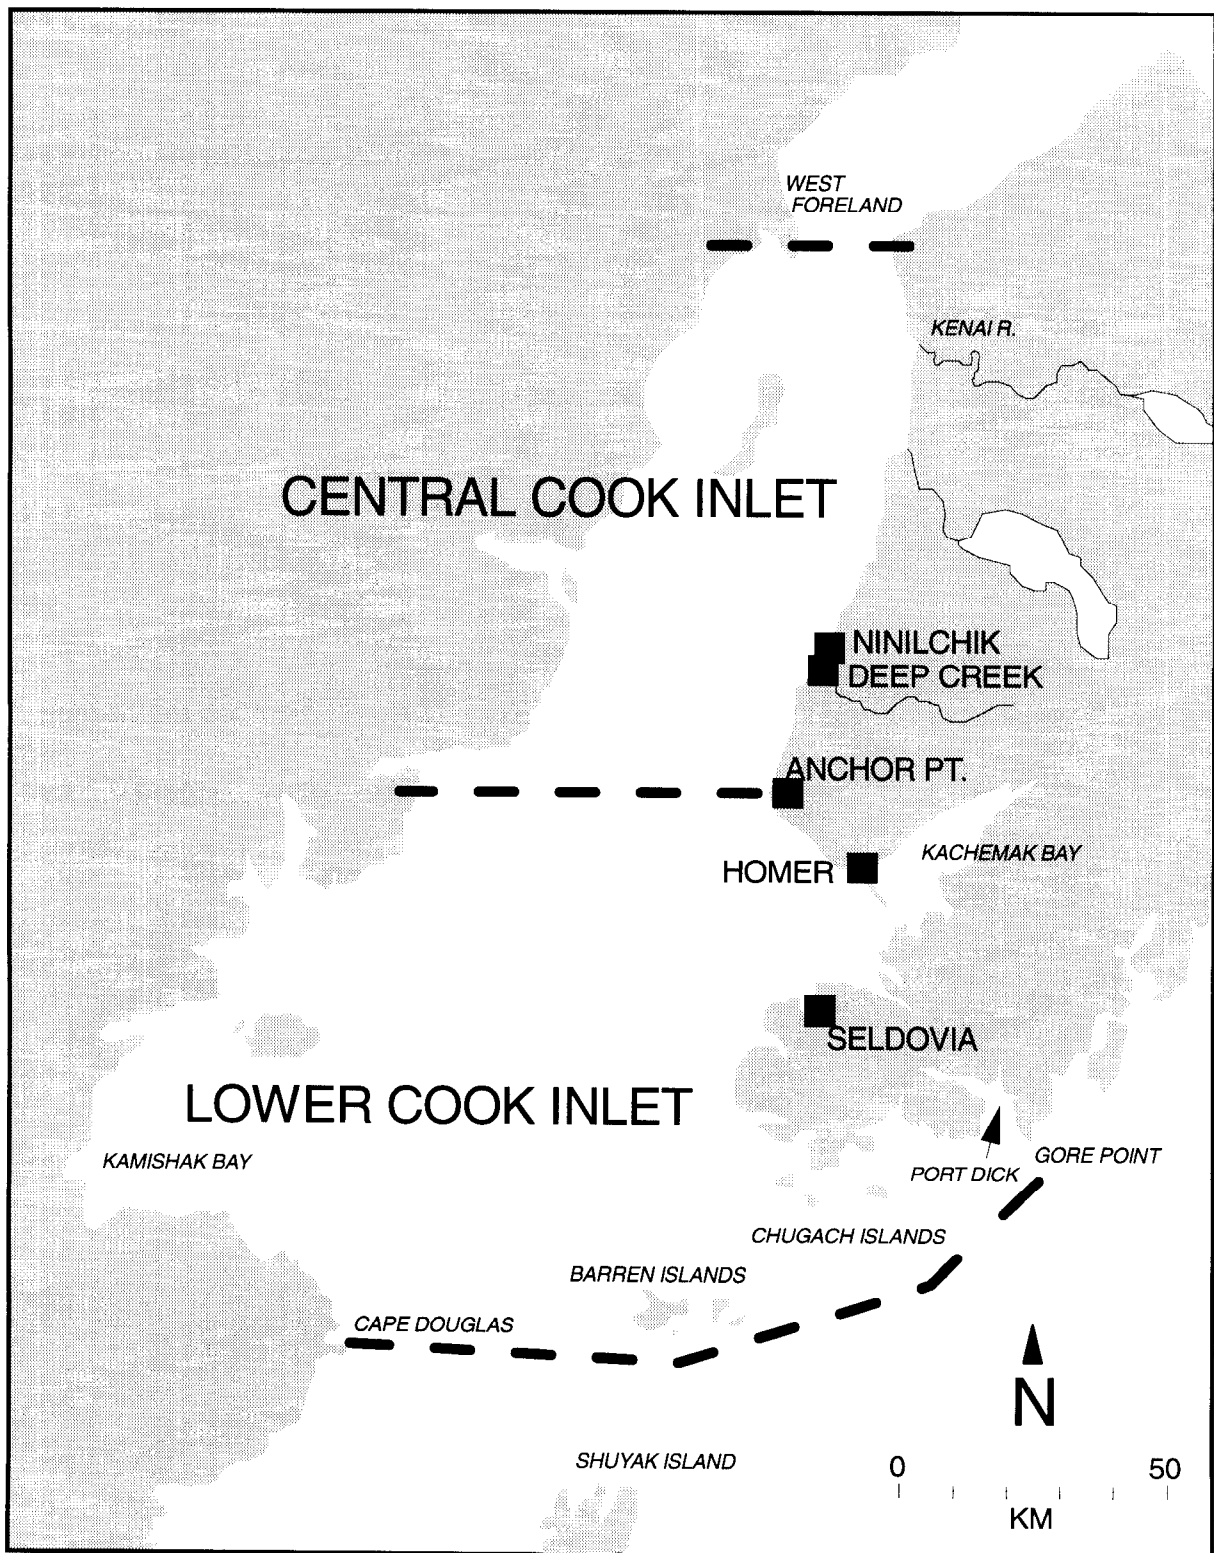 WEST
FORELAND
KENAI R.
CENTRAL COOK INLET
NINILCHIK
DEEP CREEK
ANCHOR PT.
KACHEMAK BAY
HOMER
SELDOVIA
LOWER COOK INLET
KAMISHAK BAY
GORE POINT
PORT DICK
CHUGACH ISLANDS
BARREN ISLANDS
CAPE DOUGLAS
N
SHUYAK ISLAND
0 50
KM